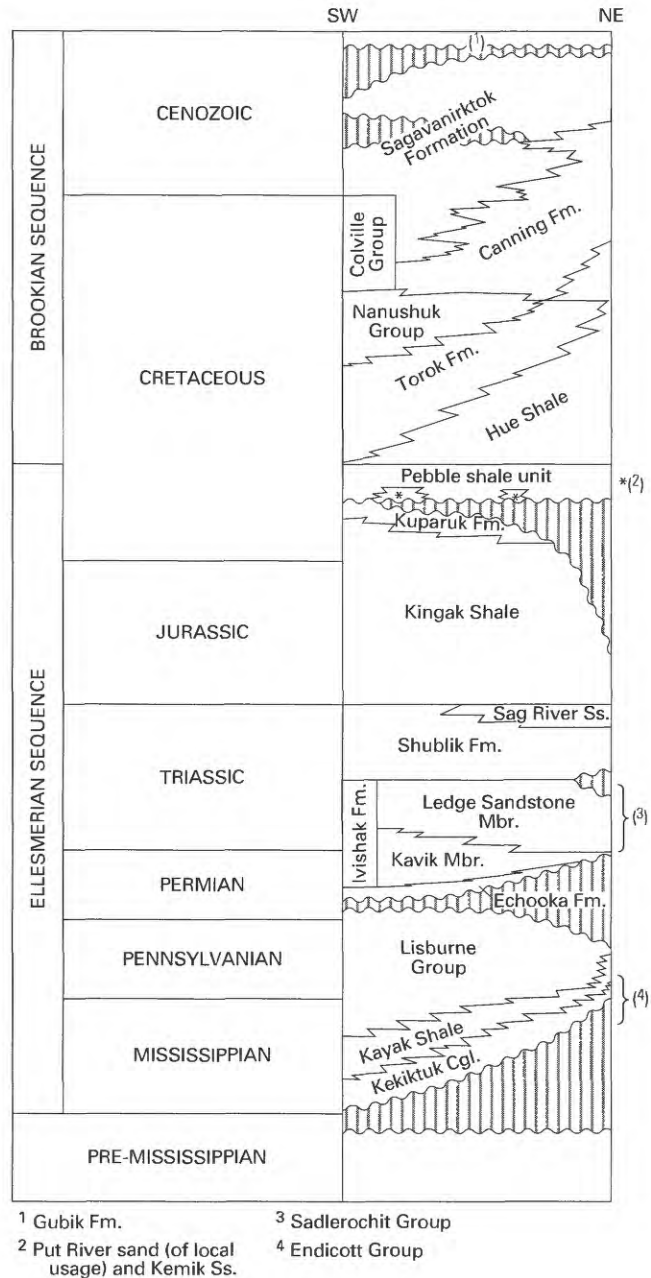 SW
NE
(1)
CENOZOIC
Sagavanirktok
Formation
BROOKIAN SEQUENCE
Colville
Group
Canning Fm.
Nanushuk
Group
CRETACEOUS
Torok Fm.
Hue Shale
Pebble shale unit
*
*
*(2)
Kuparuk Fm.
JURASSIC
Kingak Shale
ELLESMERIAN SEQUENCE
Sag River Ss.
Shublik Fm.
TRIASSIC
Ivishak Fm.
Ledge Sandstone
Mbr.
(3)
Kavik Mbr.
PERMIAN
Echooka Fm.
PENNSYLVANIAN
Lisburne
Group
(4)
Kayak Shale
MISSISSIPPIAN
Kekiktuk Cgl.
PRE-MISSISSIPPIAN
1 Gubik Fm.
2 Put River sand (of local
usage) and Kemik Ss.
3 Sadlerochit Group
4 Endicott Group